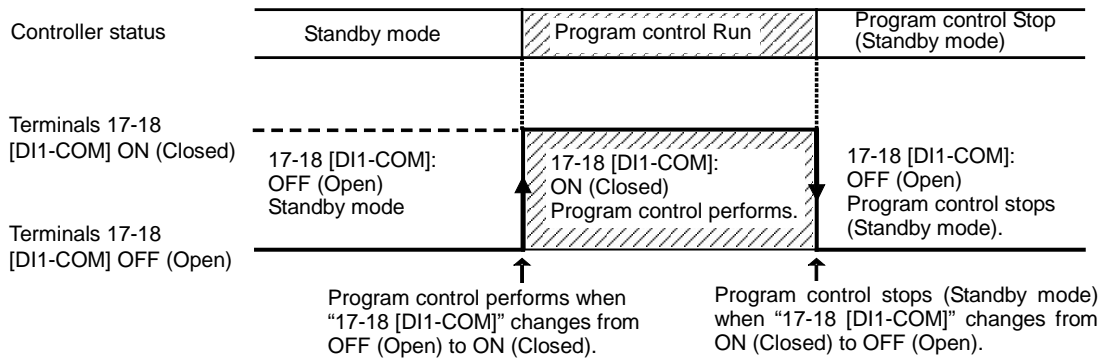 Controller status
Standby mode
Program control Run
Program control Stop
(Standby mode)
Terminals 17-18
[DI1-COM] ON (Closed)
17-18 [DI1-COM]:
OFF (Open)
Standby mode
17-18 [DI1-COM]:
ON (Closed)
Program control performs.
17-18 [DI1-COM]:
OFF (Open)
Program control stops
(Standby mode).
Terminals 17-18
[DI1-COM] OFF (Open)
Program control performs when
“17-18 [DI1-COM]” changes from
OFF (Open) to ON (Closed).
Program control stops (Standby mode)
when “17-18 [DI1-COM]” changes from
ON (Closed) to OFF (Open).